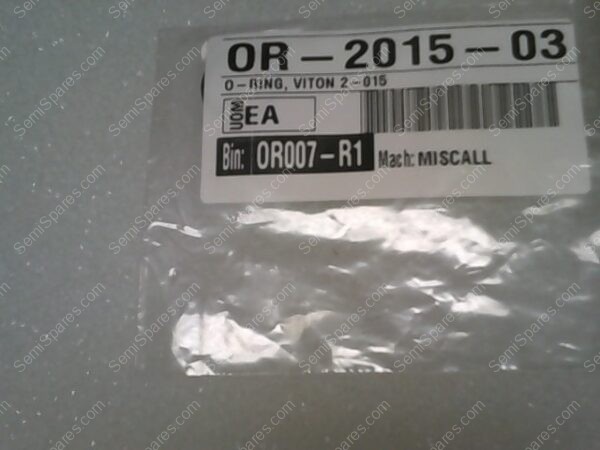 OR-2015-03
O-RING, VITON 2-015
UOM EA
Bin: OR007-R1 Mach: MISCALL
SemiSpares.com